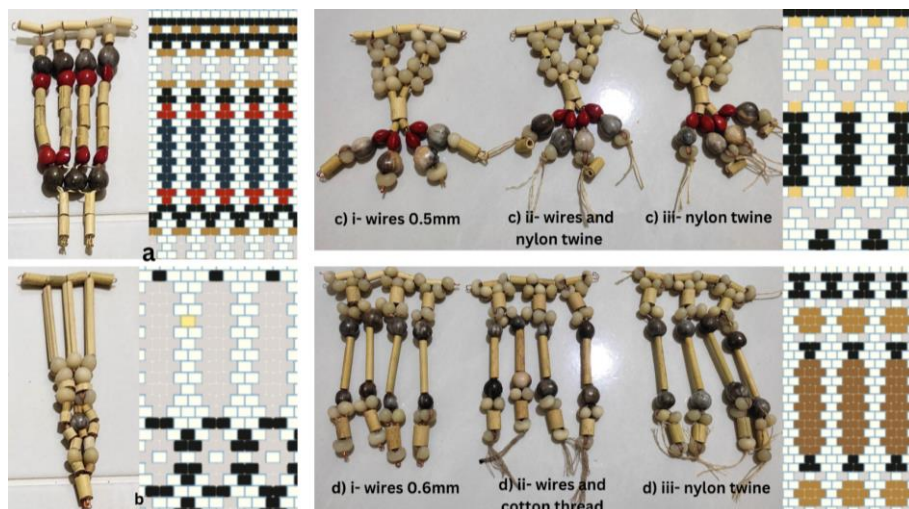 a
c) i- wires 0.5mm
c) ii- wires and
nylon twine
c) iii- nylon twine
b
d) i- wires 0.6mm
d) ii- wires and
cotton thread
d) iii- nylon twine